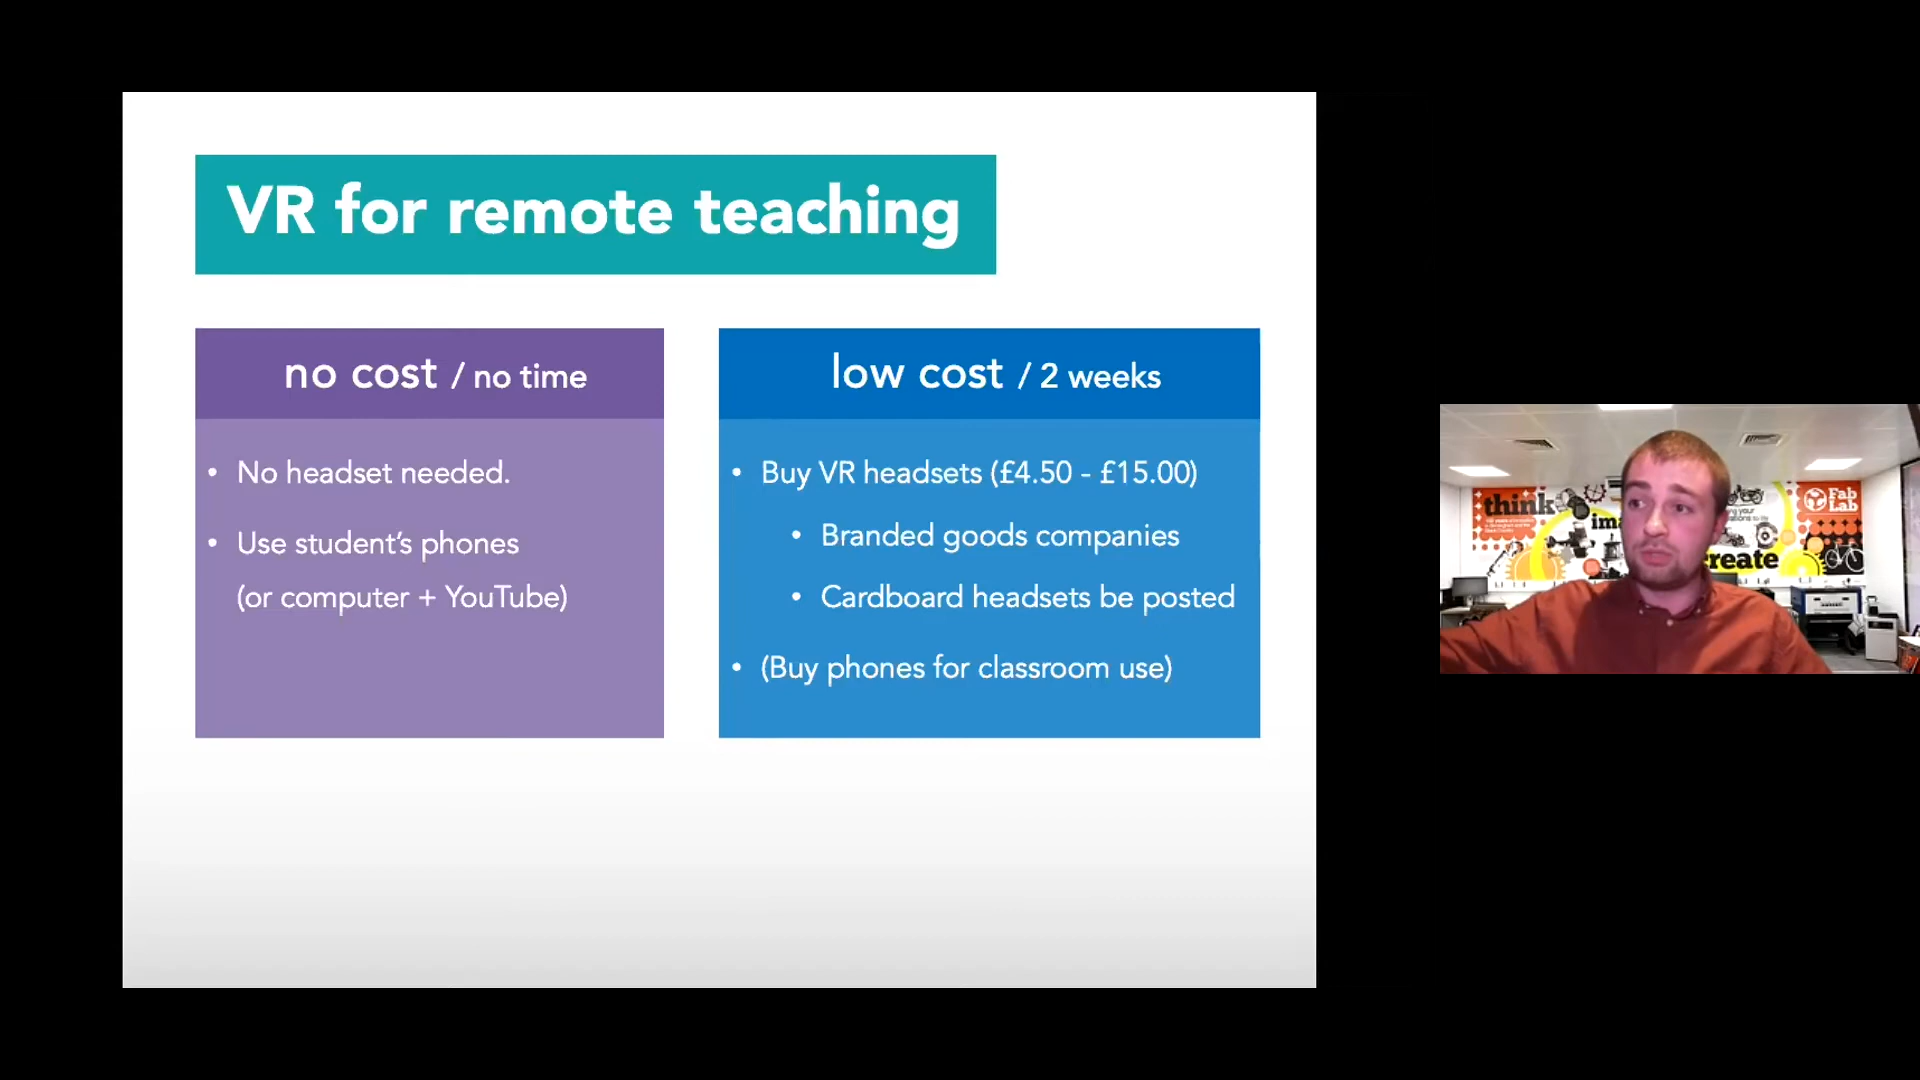 VR for remote teaching
no cost / no time
• No headset needed.
• Use student's phones
(or computer + YouTube)
low cost / 2 weeks
• Buy VR headsets (£4.50 - £15.00)
• Branded goods companies
• Cardboard headsets be posted
• (Buy phones for classroom use)
think
Fab
Lab
create